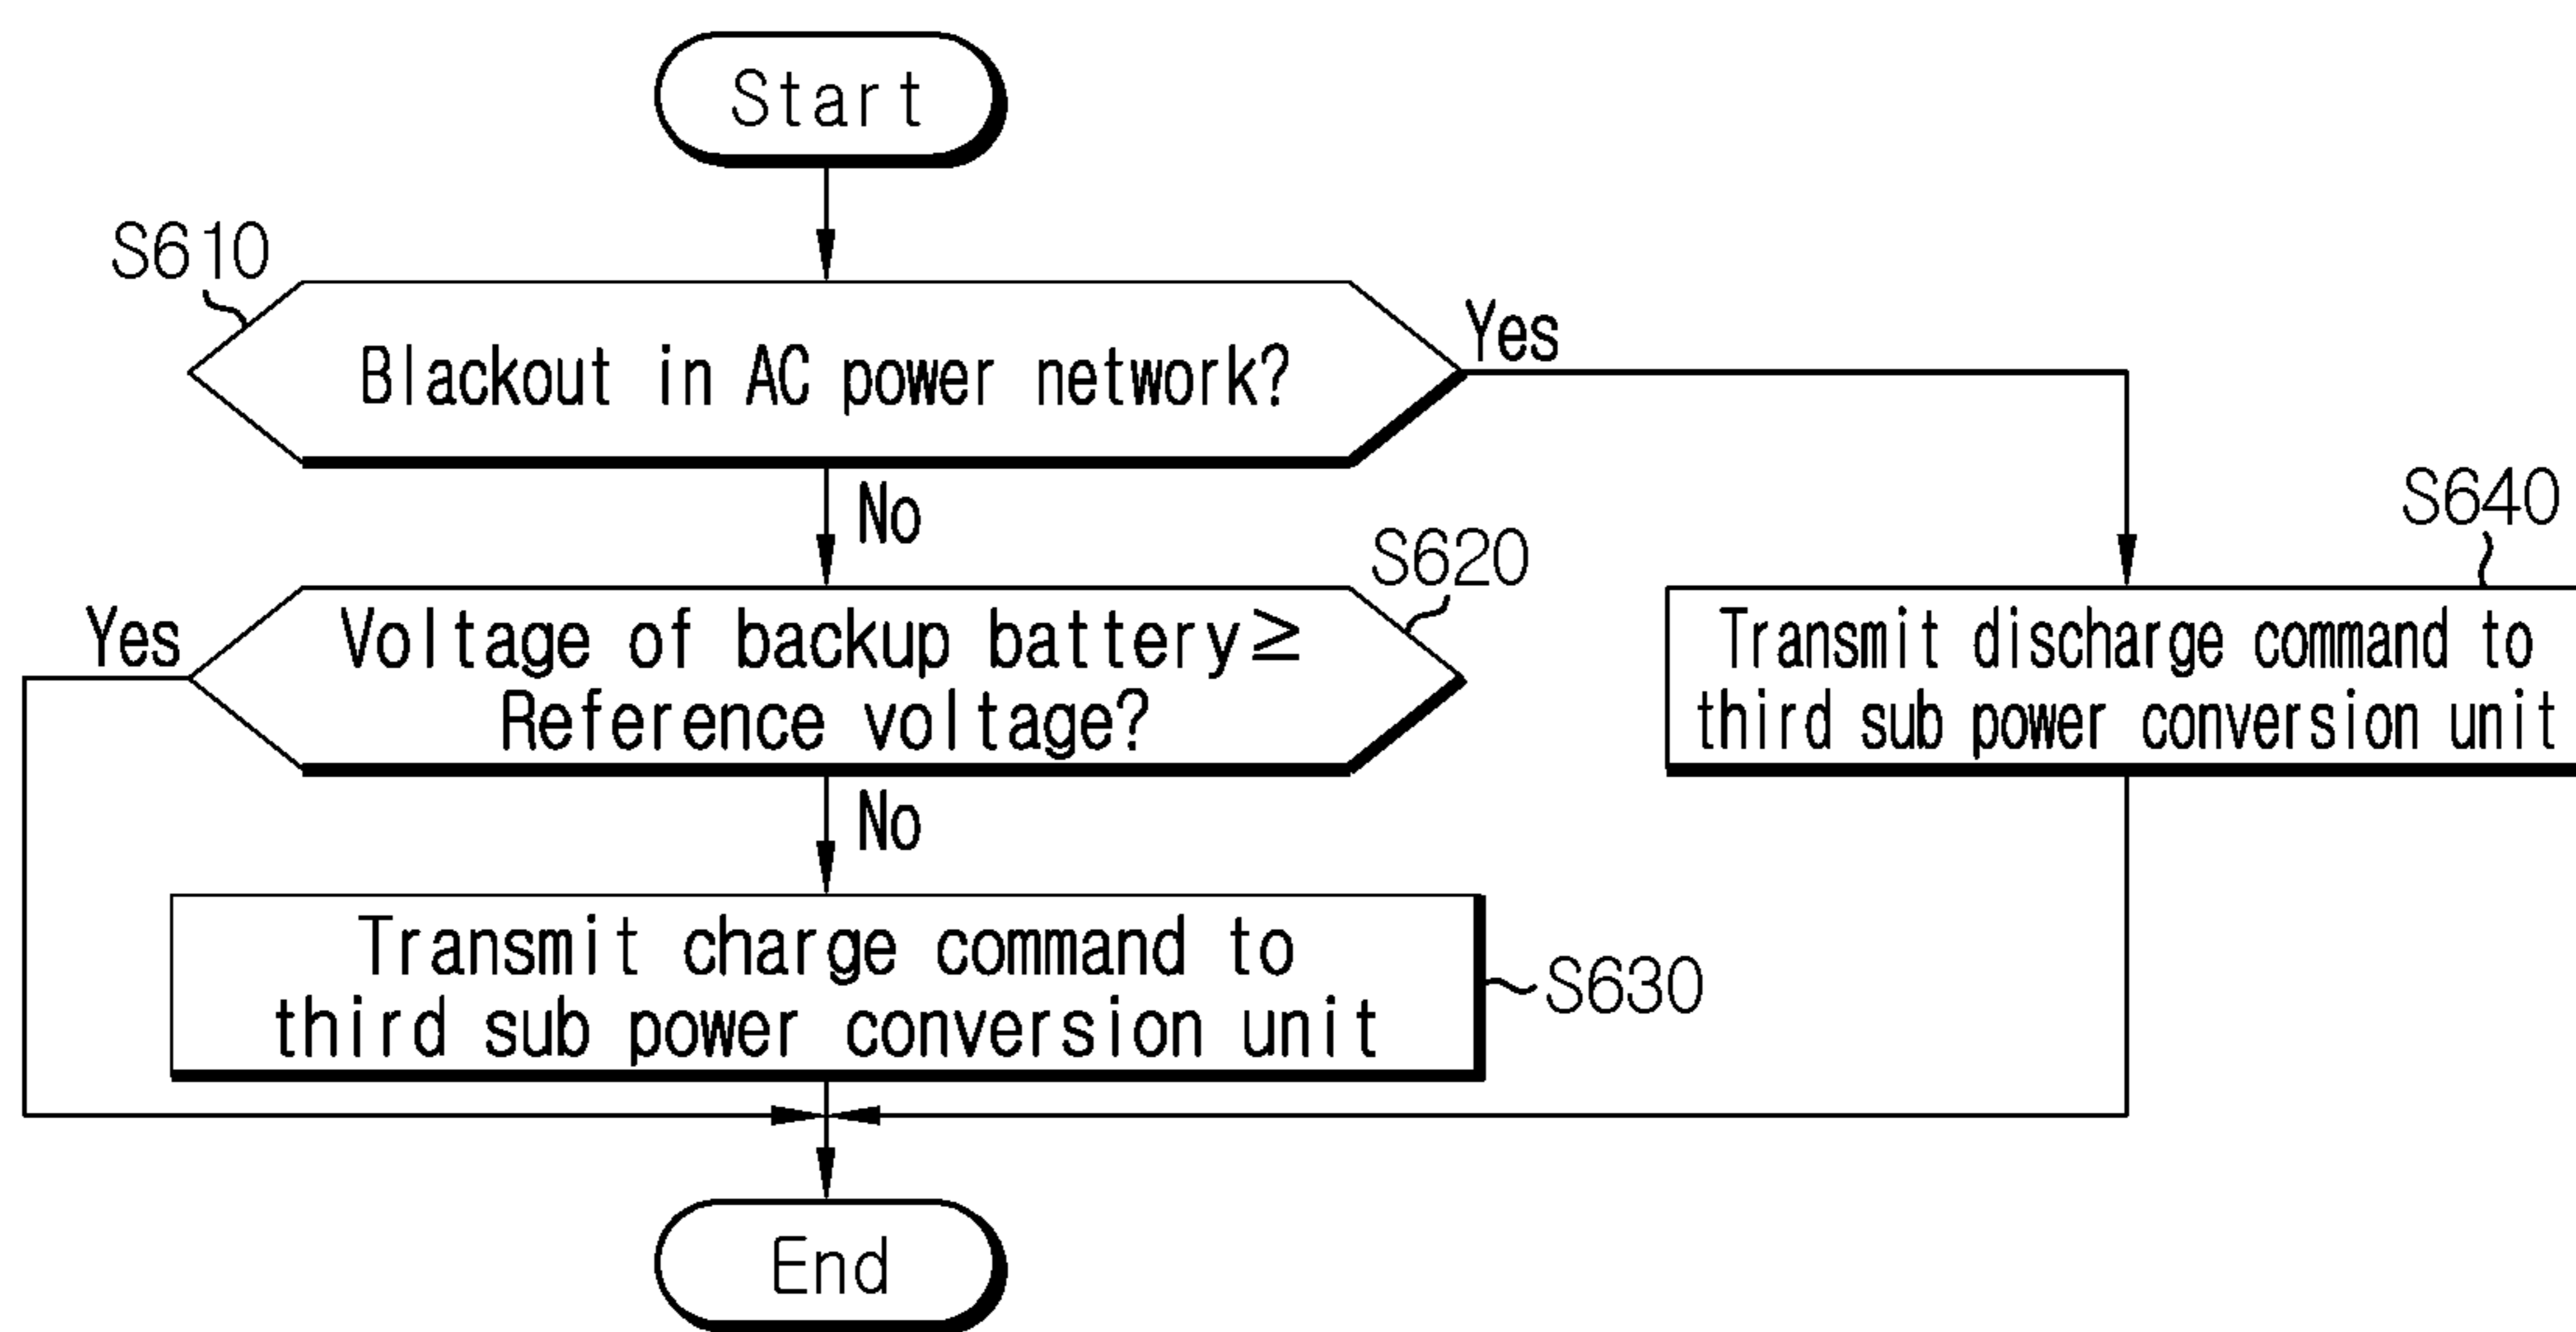 Start
S610
Blackout in AC power network?
Yes
No
S640
S620
Yes
Voltage of backup battery≥
Reference voltage?
Transmit discharge command to
third sub power conversion unit
No
Transmit charge command to
third sub power conversion unit
S630
End